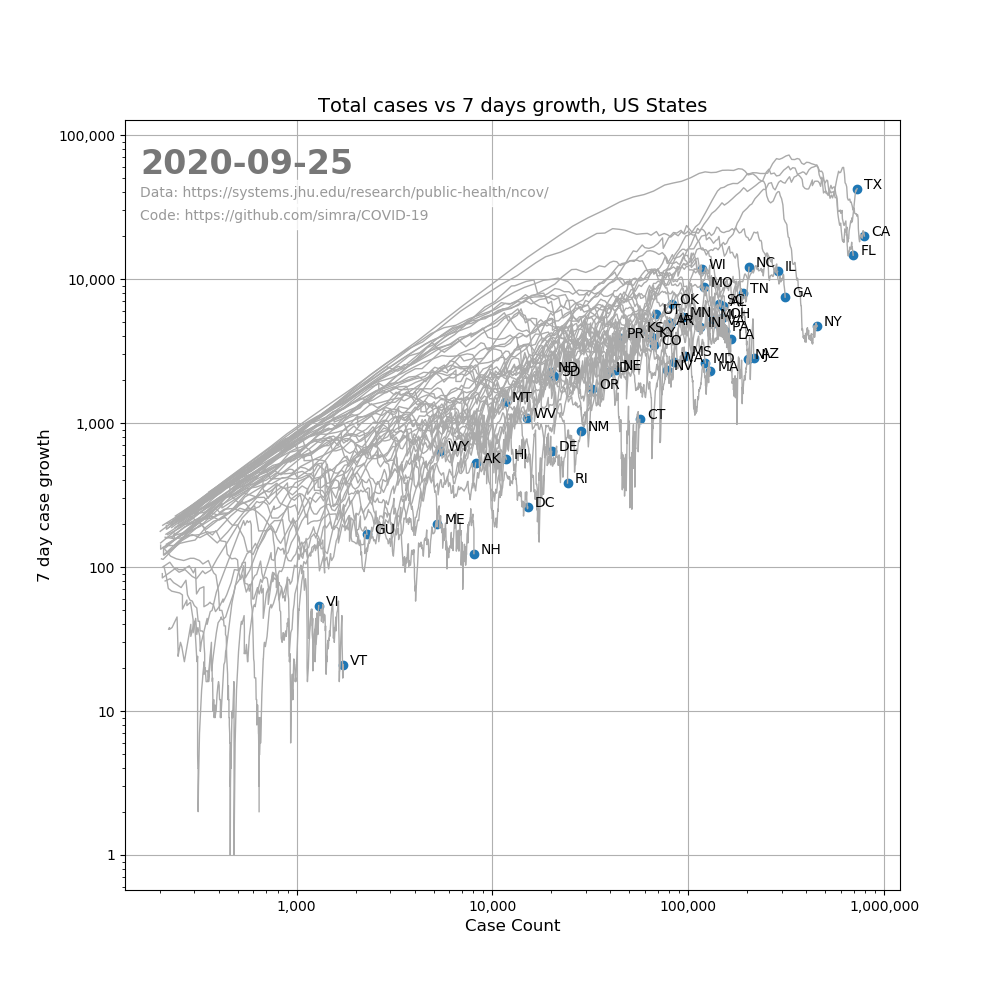 Total cases vs 7 days growth, US States
2020-09-25
Data: https://systems.jhu.edu/research/public-health/ncov/
Code: https://github.com/simra/COVID-19
100,000
10,000
1,000
100
10
1
7 day case growth
TX
CA
FL
WI
NC
IL
MO
TN
GA
OK
SC
UT
MN
OH
AR
IN
VA
NY
KS
KY
PA
PR
LA
CO
MS
NJ
AZ
WA
MD
NV
MA
ND
SD
ID
NE
OR
MT
WV
CT
NM
WY
DE
HI
AK
RI
DC
ME
GU
NH
VI
VT
1,000
10,000
100,000
1,000,000
Case Count